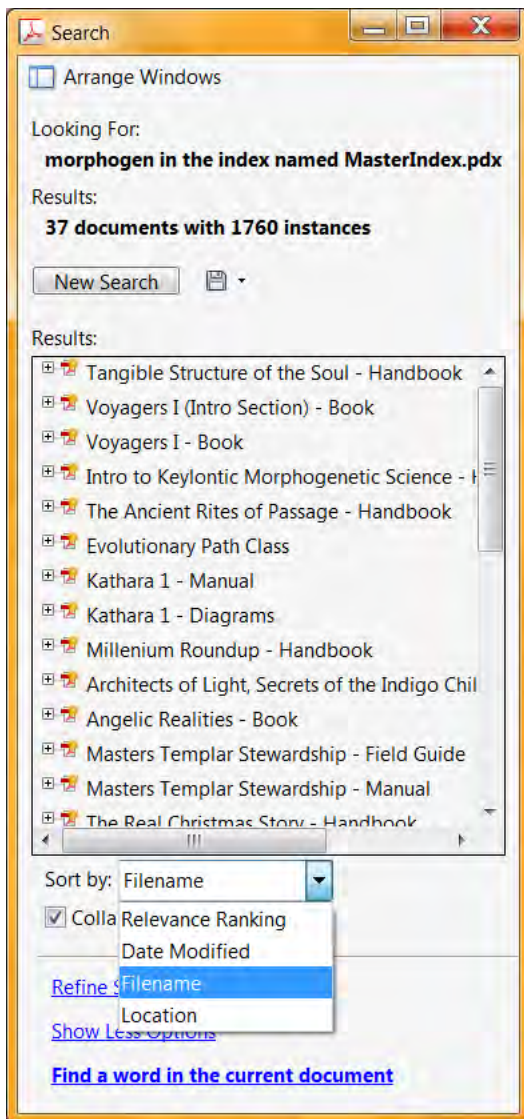 Search
Arrange Windows
Looking For:
morphogen in the index named MasterIndex.pdx
Results:
37 documents with 1760 instances
New Search
Results:
Tangible Structure of the Soul - Handbook
Voyagers I (Intro Section) - Book
Voyagers I - Book
Intro to Keylontic Morphogenetic Science - H
The Ancient Rites of Passage - Handbook
Evolutionary Path Class
Kathara 1 - Manual
Kathara 1 - Diagrams
Millenium Roundup - Handbook
Architects of Light, Secrets of the Indigo Chil
Angelic Realities - Book
Masters Templar Stewardship - Field Guide
Masters Templar Stewardship - Manual
The Real Christmas Story - Handbook
Sort by: Filename
Colla
Relevance Ranking
Date Modified
Refine S
Filename
Location
Show Less Options
Find a word in the current document